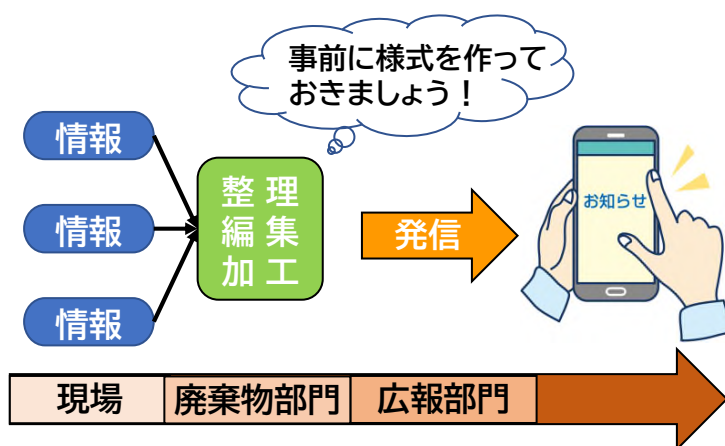 事前に様式を作って
おきましょう！
情報
情報
情報
整理
編集
加工
発信
お知らせ
現場
廃棄物部門
広報部門